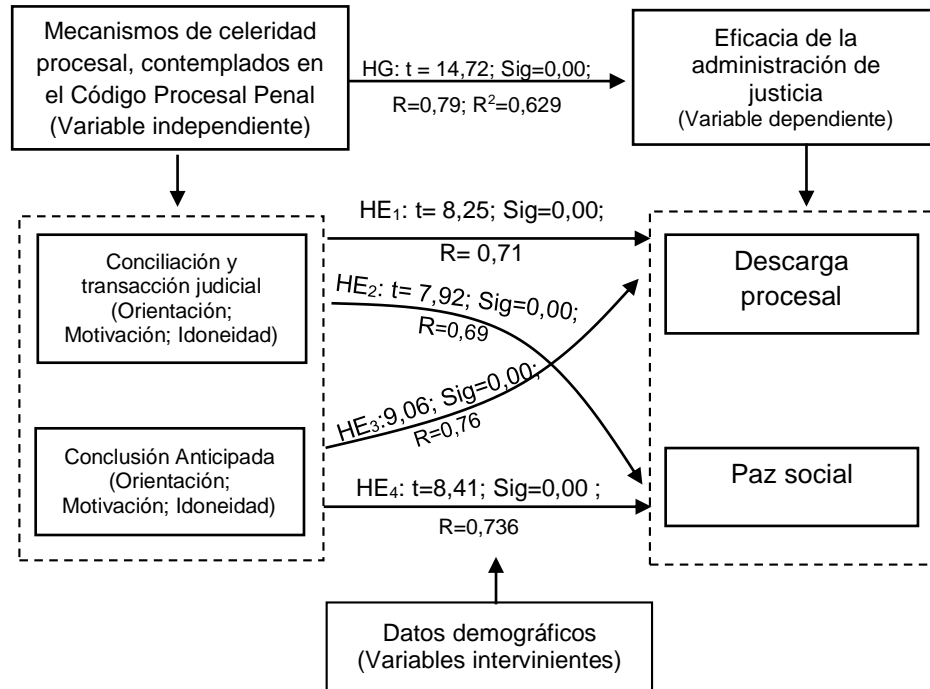 Mecanismos de celeridad
procesal, contemplados en
el Código Procesal Penal
(Variable independiente)
HG: t = 14,72; Sig=0,00;
R=0,79; R²=0,629
Eficacia de la
administración de
justicia
(Variable dependiente)
HE₁: t= 8,25; Sig=0,00;
R= 0,71
Conciliación y
transacción judicial
(Orientación;
Motivación; Idoneidad)
HE₂: t= 7,92; Sig=0,00;
R=0,69
Descarga
procesal
HE₃:9,06; Sig=0,00;
R=0,76
Conclusión Anticipada
(Orientación;
Motivación; Idoneidad)
HE₄: t=8,41; Sig=0,00 ;
R=0,736
Paz social
Datos demográficos
(Variables intervinientes)